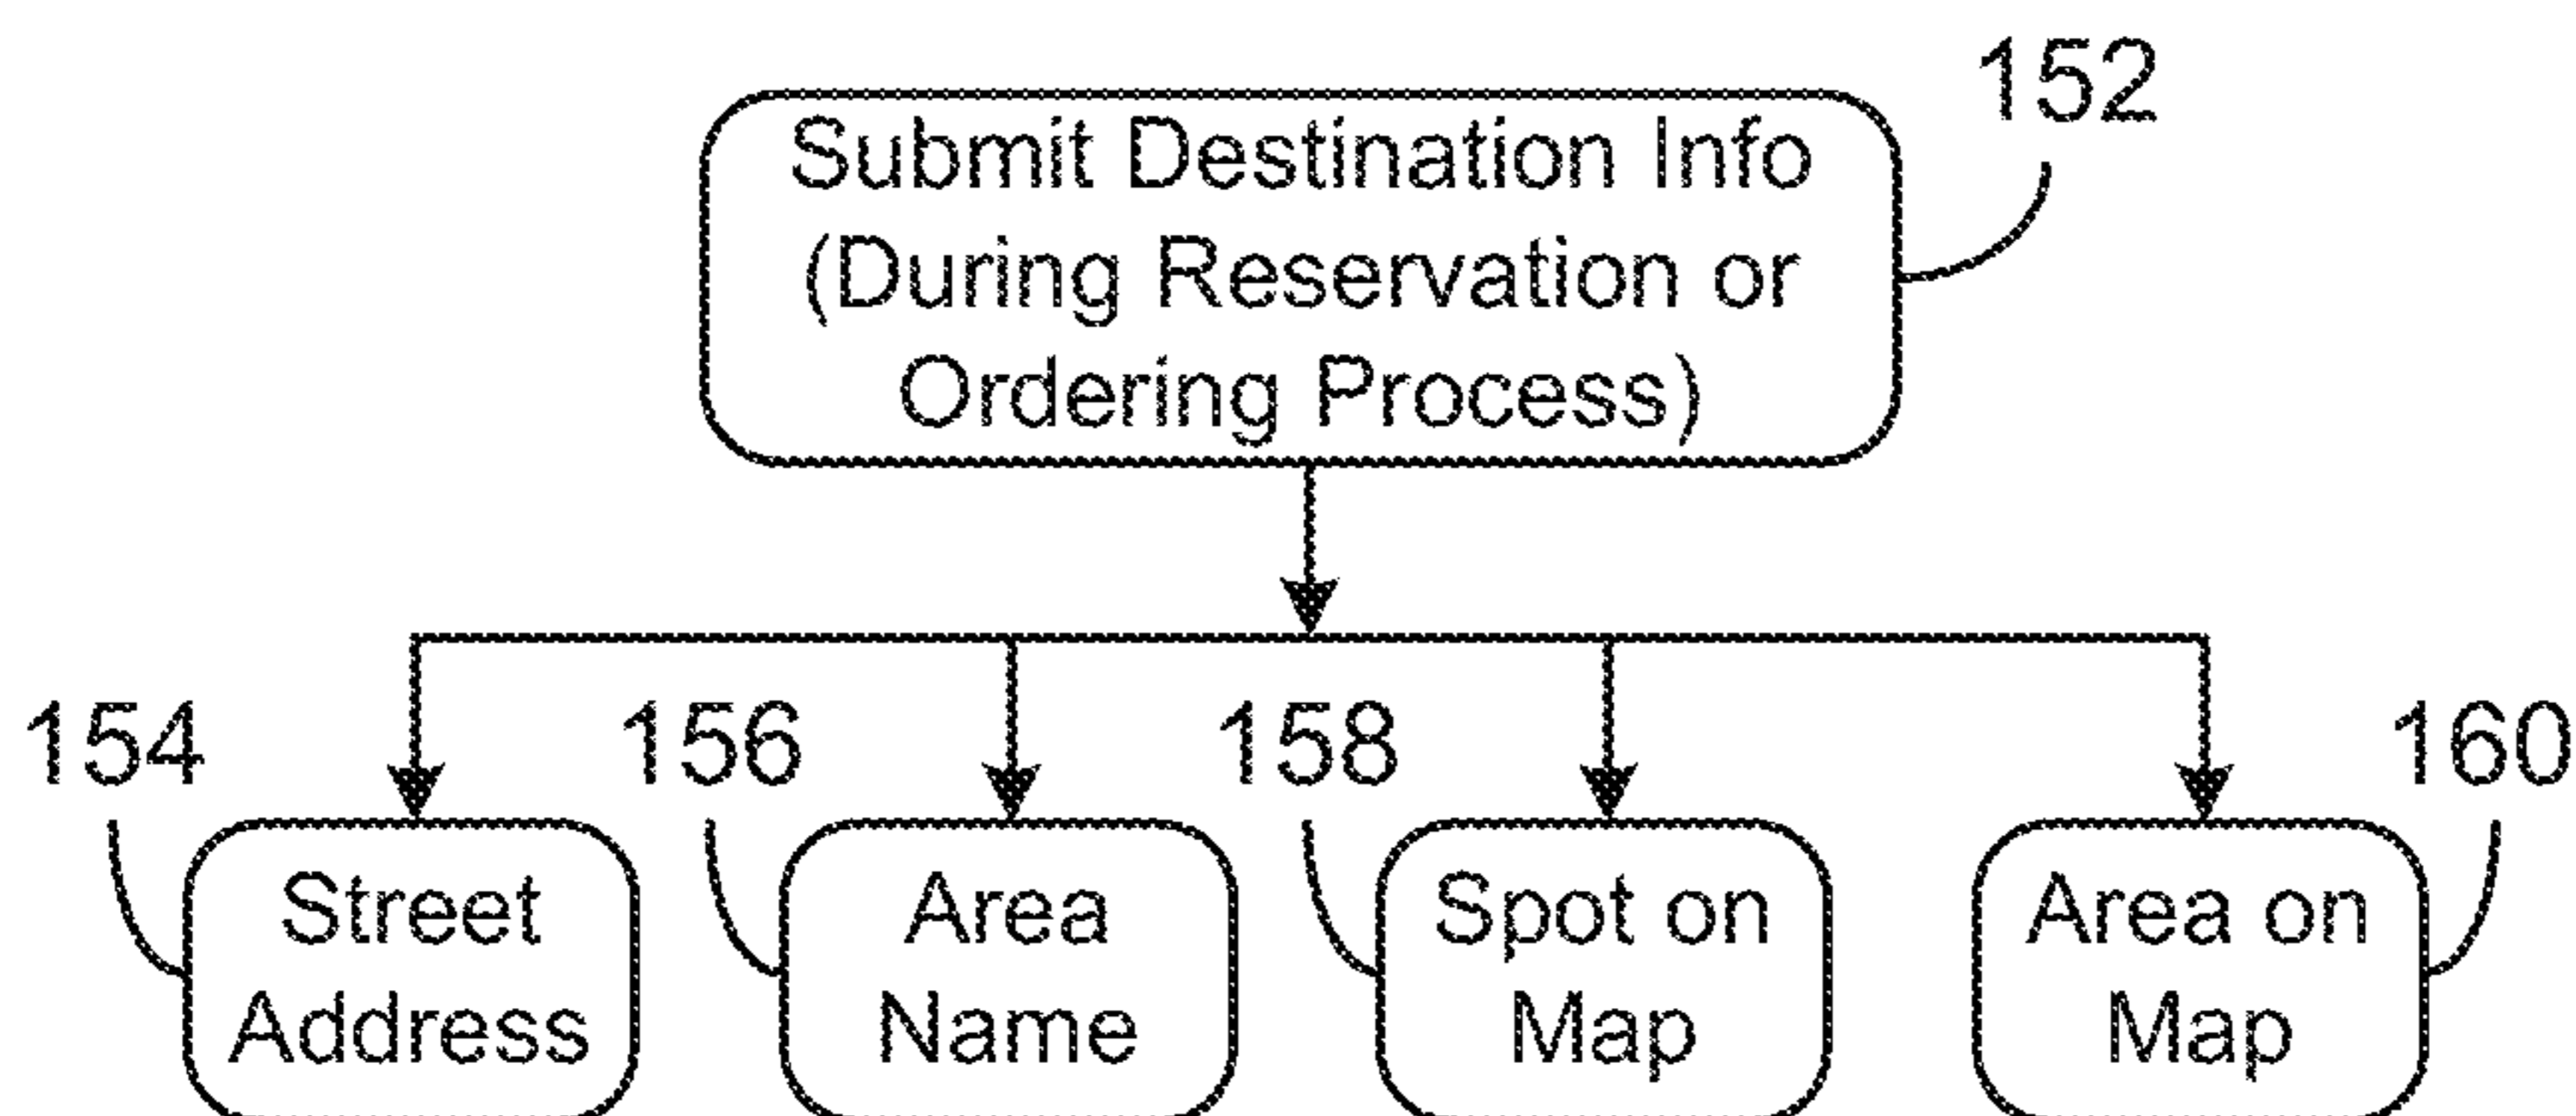 152
Submit Destination Info
(During Reservation or
Ordering Process)
154
156
158
160
Street
Address
Area
Name
Spot on
Map
Area on
Map